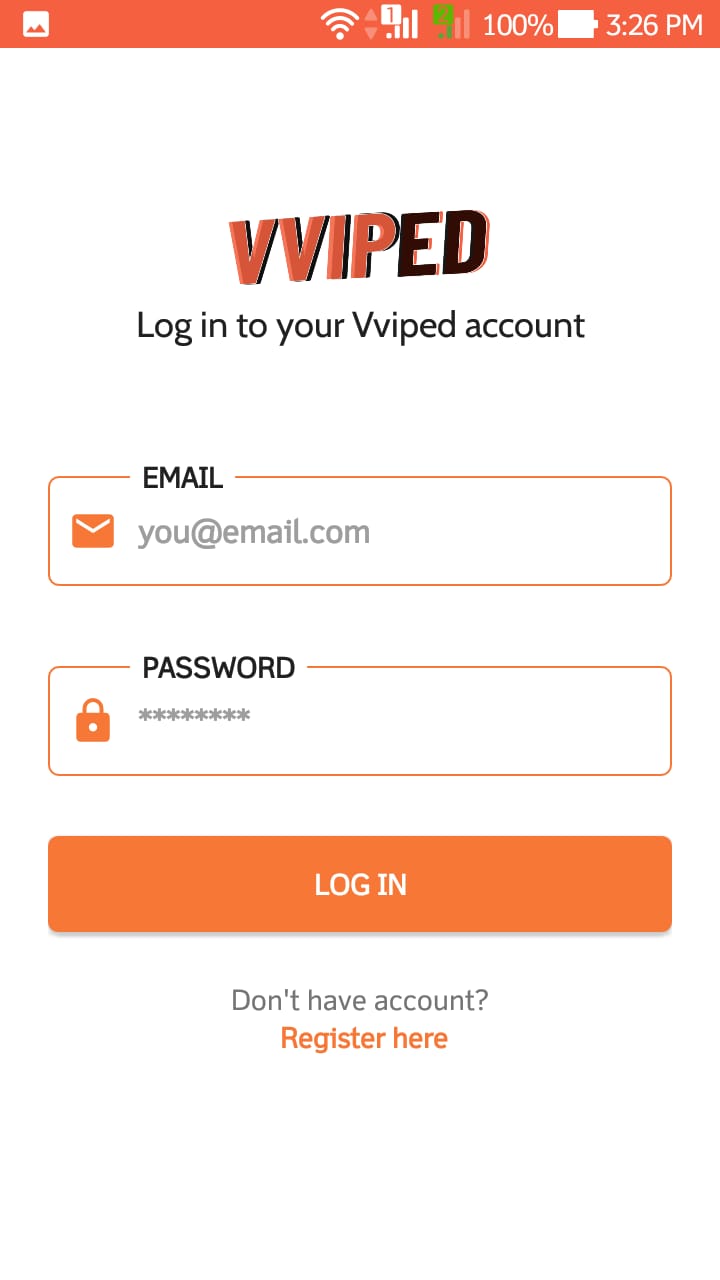 1 2 100% 3:26 PM
VVIPED
Log in to your Vviped account
EMAIL
you@email.com
PASSWORD
********
LOG IN
Don't have account?
Register here